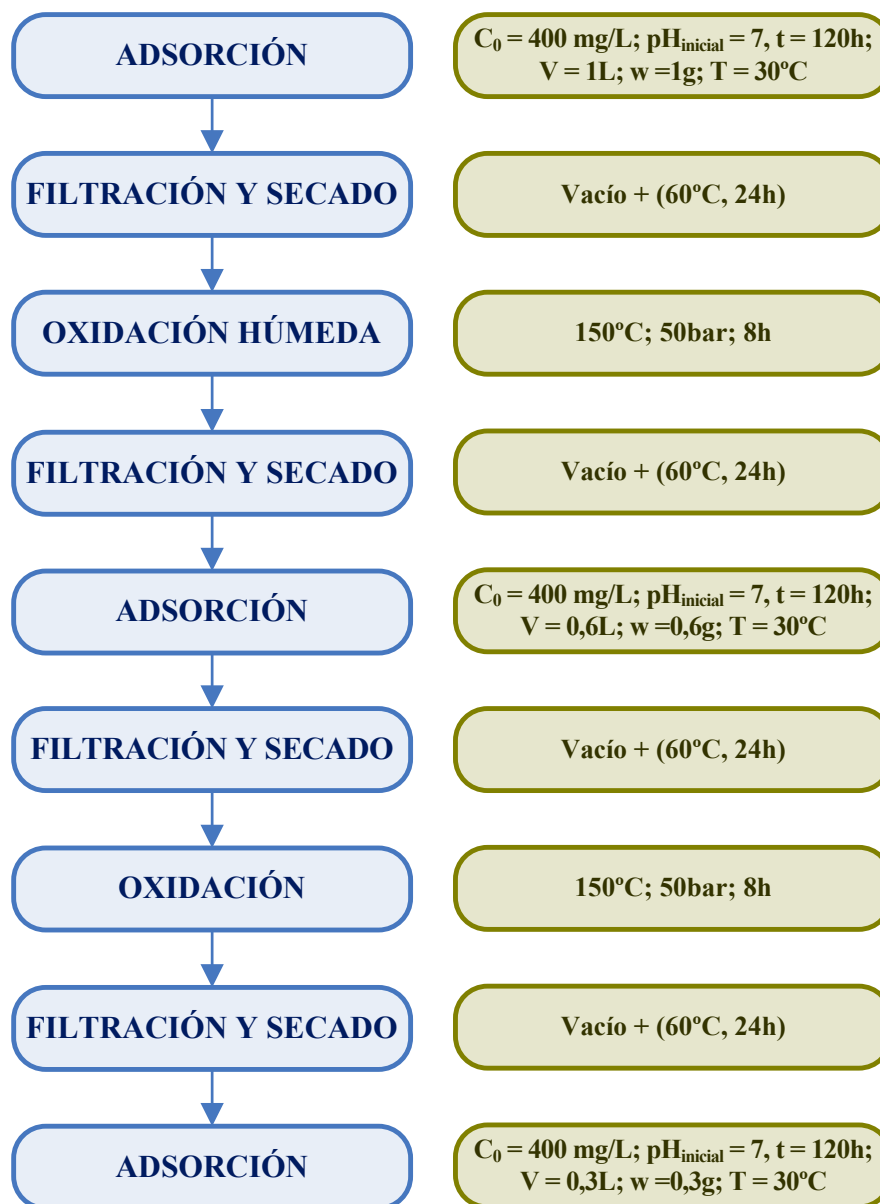 ADSORCIÓN
C₀ = 400 mg/L; pHinicial = 7, t = 120h;
V = 1L; w =1g; T = 30ºC
FILTRACIÓN Y SECADO
Vacío + (60ºC, 24h)
OXIDACIÓN HÚMEDA
150ºC; 50bar; 8h
FILTRACIÓN Y SECADO
Vacío + (60ºC, 24h)
ADSORCIÓN
C₀ = 400 mg/L; pHinicial = 7, t = 120h;
V = 0,6L; w =0,6g; T = 30ºC
FILTRACIÓN Y SECADO
Vacío + (60ºC, 24h)
OXIDACIÓN
150ºC; 50bar; 8h
FILTRACIÓN Y SECADO
Vacío + (60ºC, 24h)
ADSORCIÓN
C₀ = 400 mg/L; pHinicial = 7, t = 120h;
V = 0,3L; w =0,3g; T = 30ºC